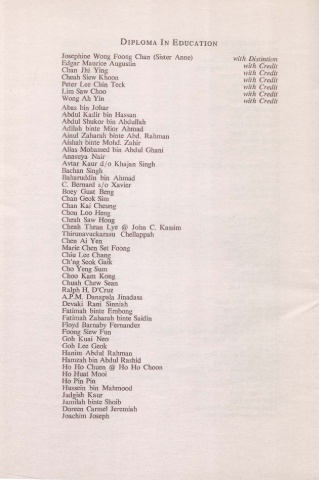 DIPLOMA IN EDUCATION
Josephine Wong Foong Chan (Sister Anne) with Distinction
Edgar Maurice Augustin with Credit
Chan Jhi Ying with Credit
Cheah Siew Khoon with Credit
Peter Lee Chin Teck with Credit
Lim Saw Choo with Credit
Wong Ah Yin with Credit
Abas bin Johar
Abdul Kadir bin Hassan
Abdul Shukor bin Abdullah
Adilah binte Mior Ahmad
Ainul Zaharah binte Abd. Rahman
Aishah binte Mohd. Zahir
Alias Mohamed bin Abdul Ghani
Anasuya Nair
Avtar Kaur d/o Khajan Singh
Bachan Singh
Baharuddin bin Ahmad
C. Bernard s/o Xavier
Boey Guat Beng
Chan Geok Sim
Chan Kai Cheung
Chou Loo Heng
Cheah Saw Hong
Cheah Thean Lye @ John C. Kassim
Thirunavackarasu Chellappah
Chen Ai Yen
Marie Chen Set Foong
Chia Lee Chang
Ch'ng Seok Gaik
Cho Yeng Sum
Choo Kam Kong
Chuah Chew Sean
Ralph H. D'Cruz
A.P.M. Danapala Jinadasa
Devaki Rani Sinniah
Fatimah binte Embong
Fatimah Zaharah binte Saidin
Floyd Barnaby Fernandez
Foong Siew Fun
Goh Kuai Neo
Goh Lee Geok
Hanim Abdul Rahman
Hamzah bin Abdul Rashid
Ho Ho Chuen @ Ho Ho Choon
Ho Huat Mooi
Ho Pin Pin
Hussein bin Mahmood
Jadgish Kaur
Jamilah binte Shoib
Doreen Carmel Jeremiah
Joachim Joseph